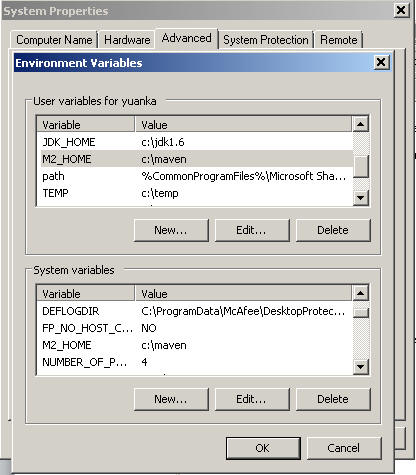 System Properties
Computer Name Hardware Advanced System Protection Remote
Environment Variables
User variables for yuanka
Variable Value
JDK_HOME c:\jdk1.6
M2_HOME c:\maven
path %CommonProgramFiles%\Microsoft Sha...
TEMP c:\temp
New... Edit... Delete
System variables
Variable Value
DEFLOGDIR C:\ProgramData\McAfee\DesktopProtec...
FP_NO_HOST_C... NO
M2_HOME c:\maven
NUMBER_OF_P... 4
New... Edit... Delete
OK Cancel